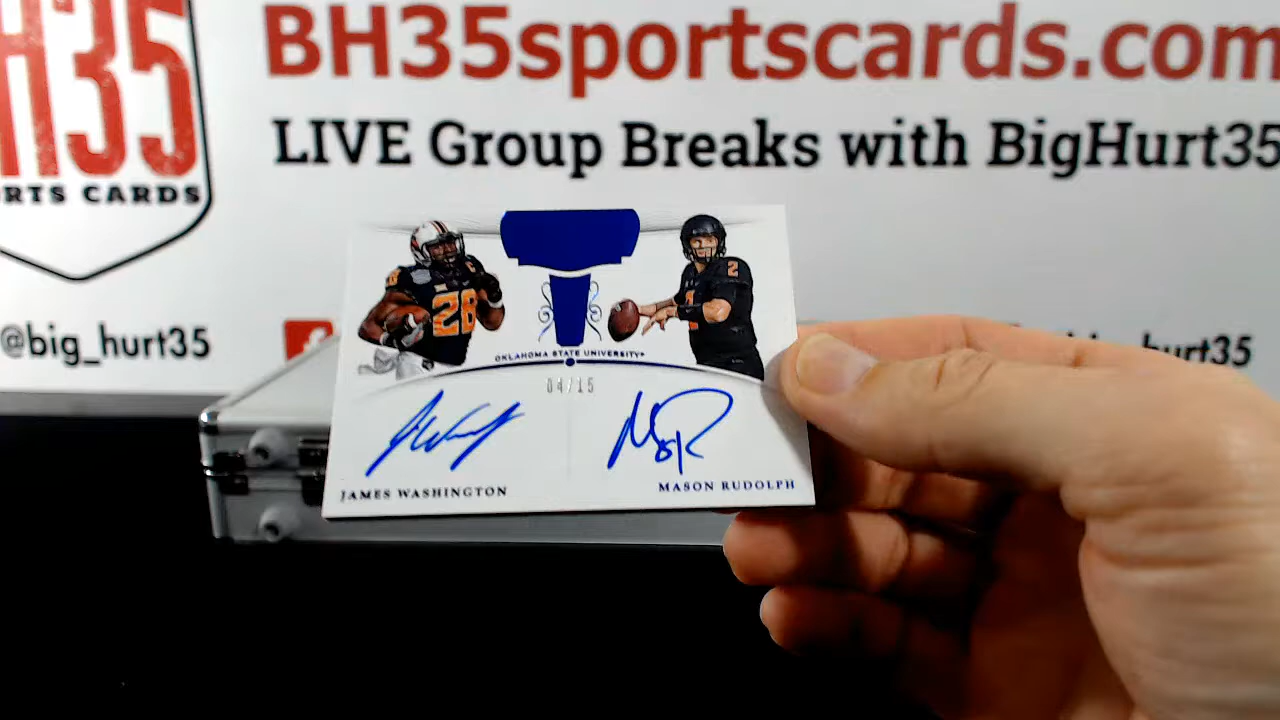 BH35sportscards.com
LIVE Group Breaks with BigHurt35
H35
RTS CARDS
@big_hurt35
hurt35
28
2
OKLAHOMA STATE UNIVERSITY
04/15
JAMES WASHINGTON
MASON RUDOLPH